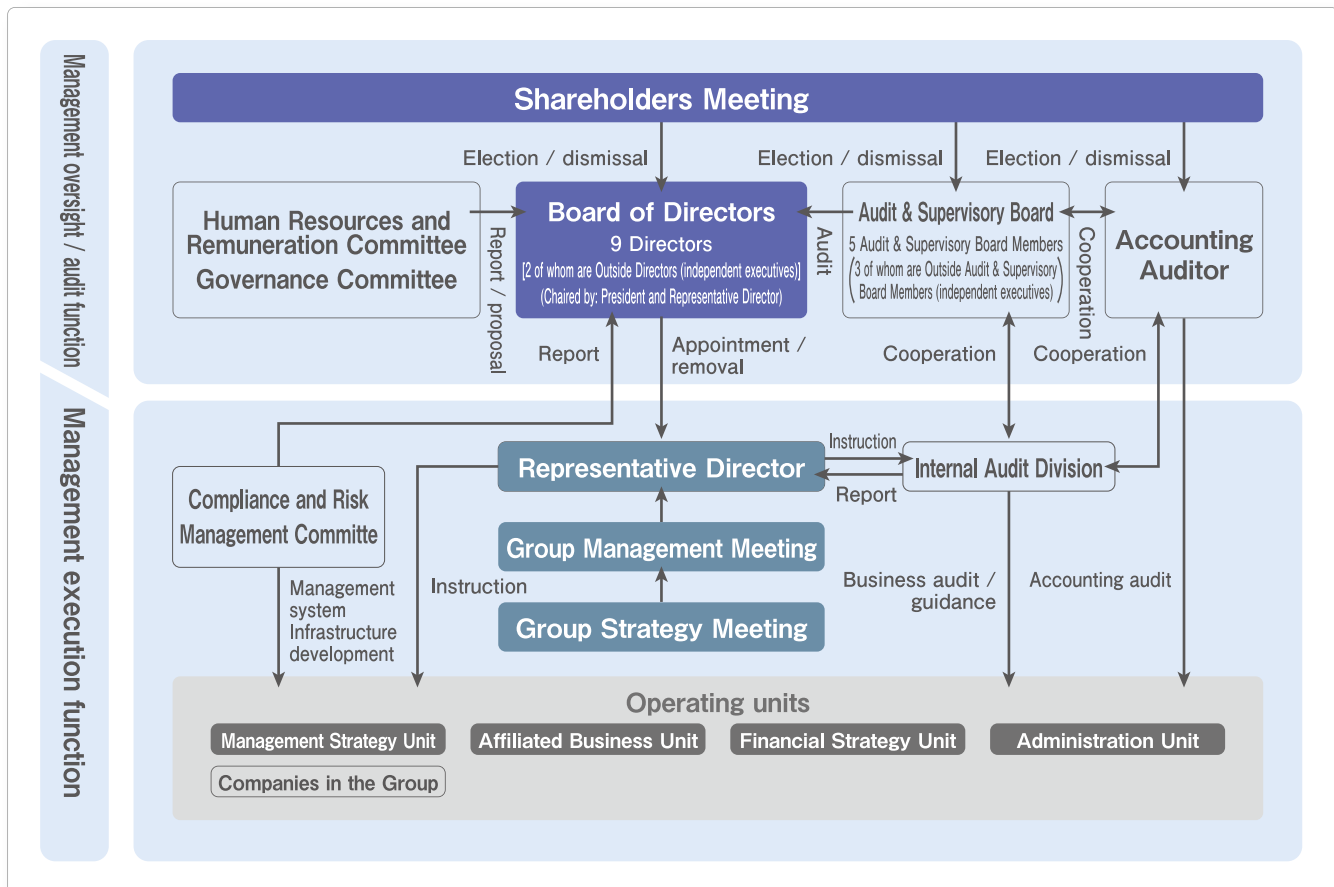 Management oversight / audit function
Shareholders Meeting
Election / dismissal
Election / dismissal
Election / dismissal
Human Resources and
Remuneration Committee
Governance Committee
Report / proposal
Board of Directors
9 Directors
[2 of whom are Outside Directors (independent executives)]
(Chaired by: President and Representative Director)
Audit
Audit & Supervisory Board
5 Audit & Supervisory Board Members
(3 of whom are Outside Audit & Supervisory
Board Members (independent executives))
Cooperation
Accounting
Auditor
Report
Appointment /
removal
Cooperation
Cooperation
Management execution function
Compliance and Risk
Management Committe
Representative Director
Instruction
Report
Internal Audit Division
Group Management Meeting
Group Strategy Meeting
Management
system
Infrastructure
development
Instruction
Business audit /
guidance
Accounting audit
Operating units
Management Strategy Unit
Affiliated Business Unit
Financial Strategy Unit
Administration Unit
Companies in the Group